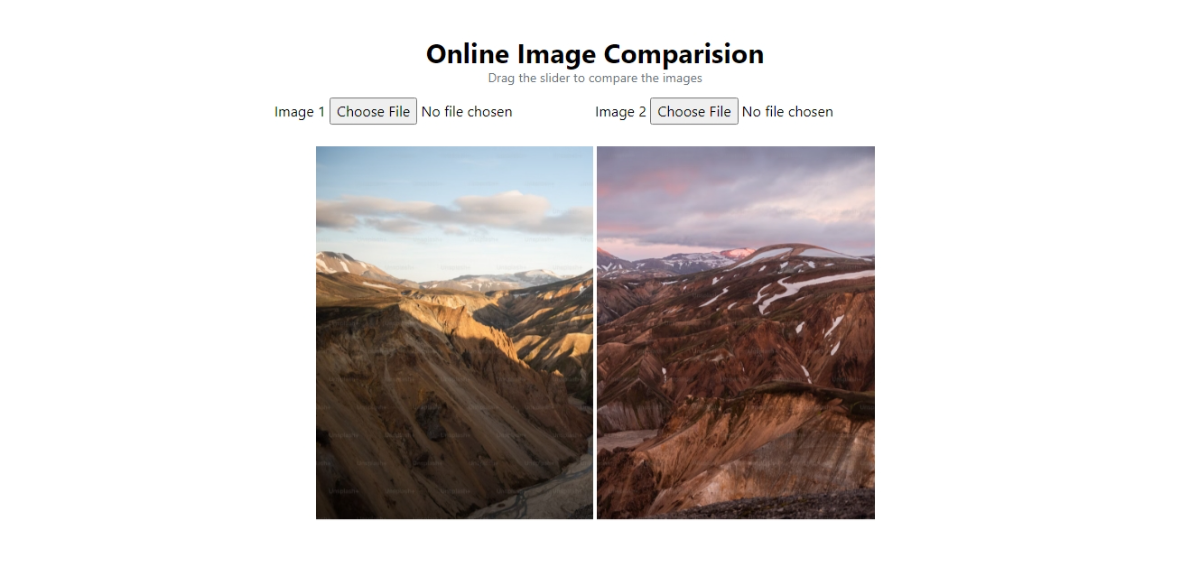 Online Image Comparision
Drag the slider to compare the images
Image 1 Choose File No file chosen Image 2 Choose File No file chosen